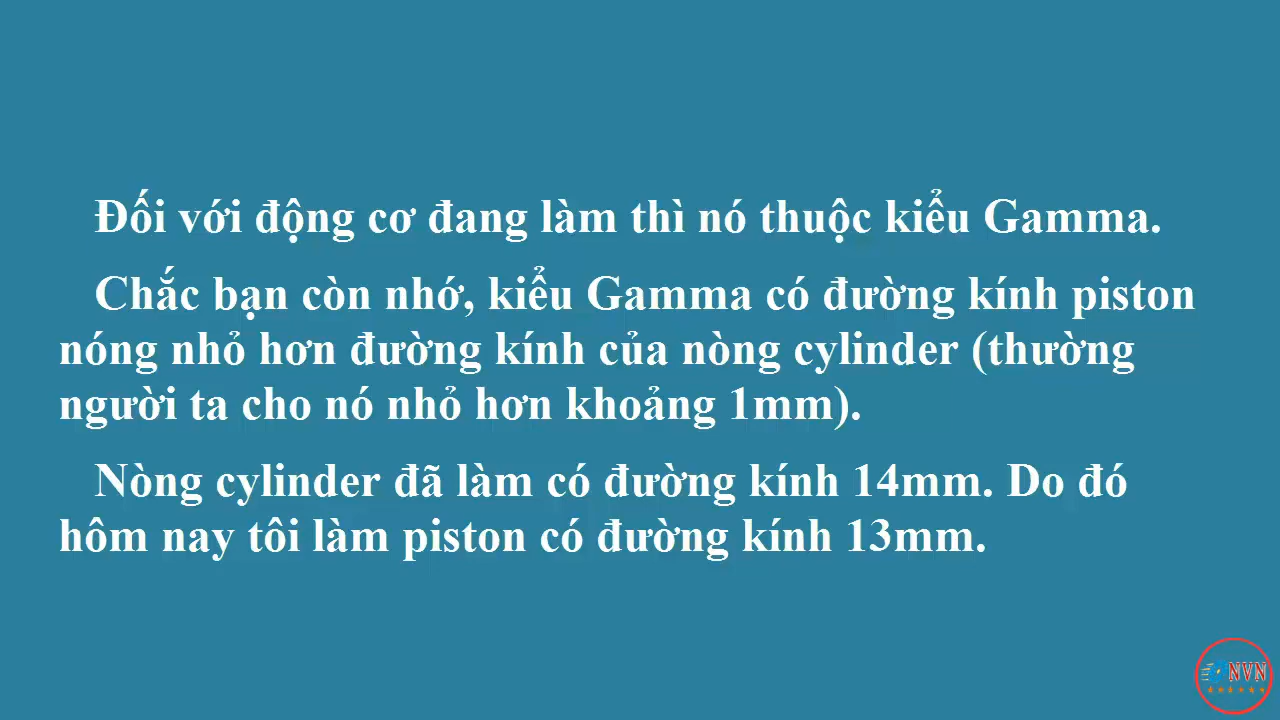 Đối với động cơ đang làm thì nó thuộc kiểu Gamma.
Chắc bạn còn nhớ, kiểu Gamma có đường kính piston
nóng nhỏ hơn đường kính của nòng cylinder (thường
người ta cho nó nhỏ hơn khoảng 1mm).
Nòng cylinder đã làm có đường kính 14mm. Do đó
hôm nay tôi làm piston có đường kính 13mm.
NVN